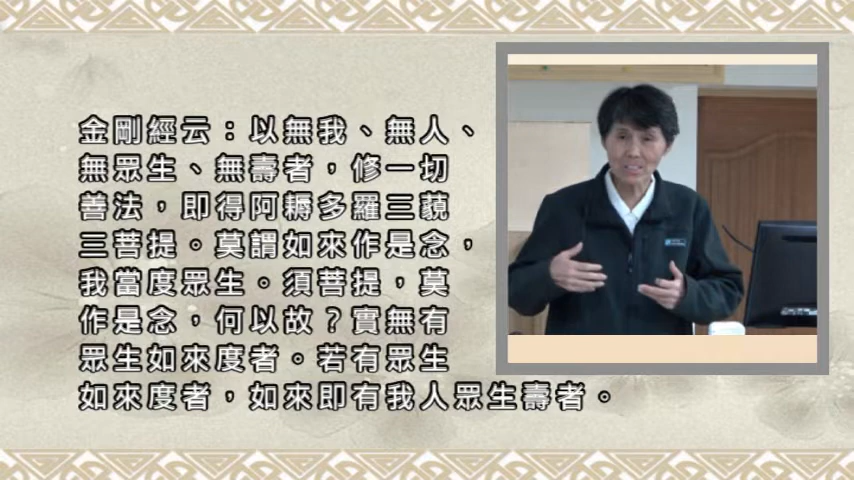 金剛經云：以無我、無人、
無眾生、無壽者，修一切
善法，即得阿耨多羅三藐
三菩提。莫謂如來作是念，
我當度眾生。須菩提，莫
作是念，何以故？實無有
眾生如來度者。若有眾生
如來度者，如來即有我人眾生壽者。